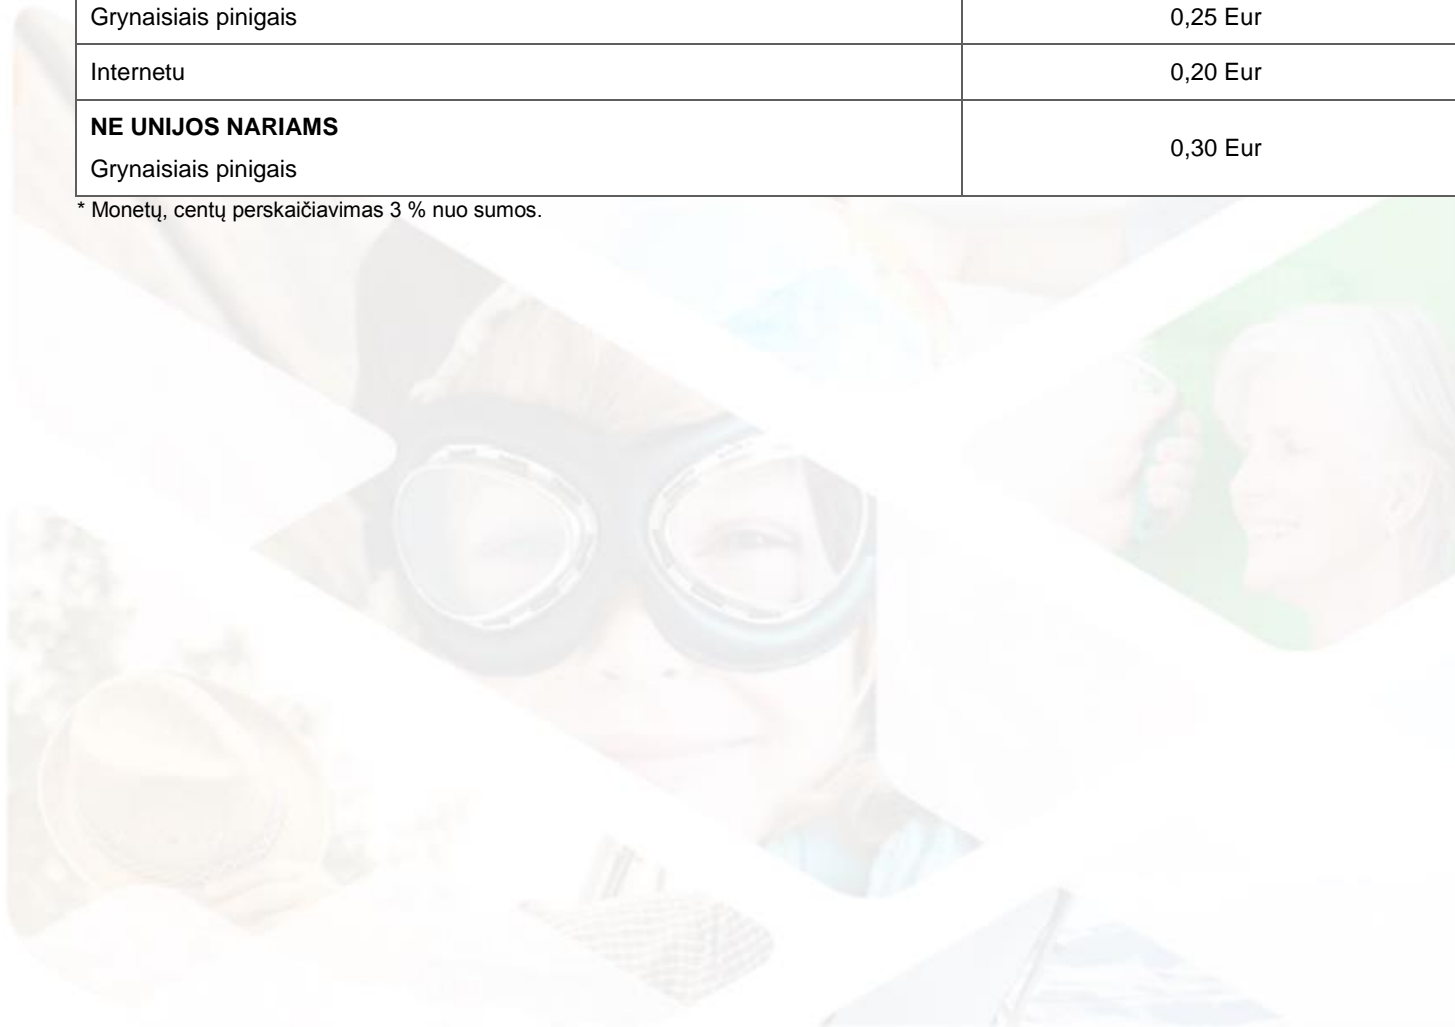 Grynaisiais pinigais 0,25 Eur
Internetu 0,20 Eur
NE UNIJOS NARIAMS
Grynaisiais pinigais 0,30 Eur
* Monetų, centų perskaičiavimas 3 % nuo sumos.